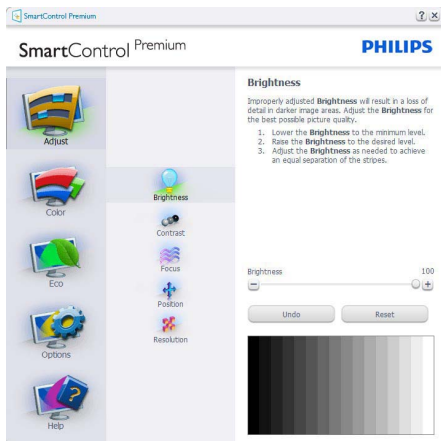 SmartControl Premium
? x
SmartControl Premium
PHILIPS
Adjust
Color
Eco
Options
Help
Brightness
Contrast
Focus
Position
Resolution
Brightness
Improperly adjusted Brightness will result in a loss of
detail in darker image areas. Adjust the Brightness for
the best possible picture quality.
1. Lower the Brightness to the minimum level.
2. Raise the Brightness to the desired level.
3. Adjust the Brightness as needed to achieve
an equal separation of the stripes.
Brightness 100
Undo Reset